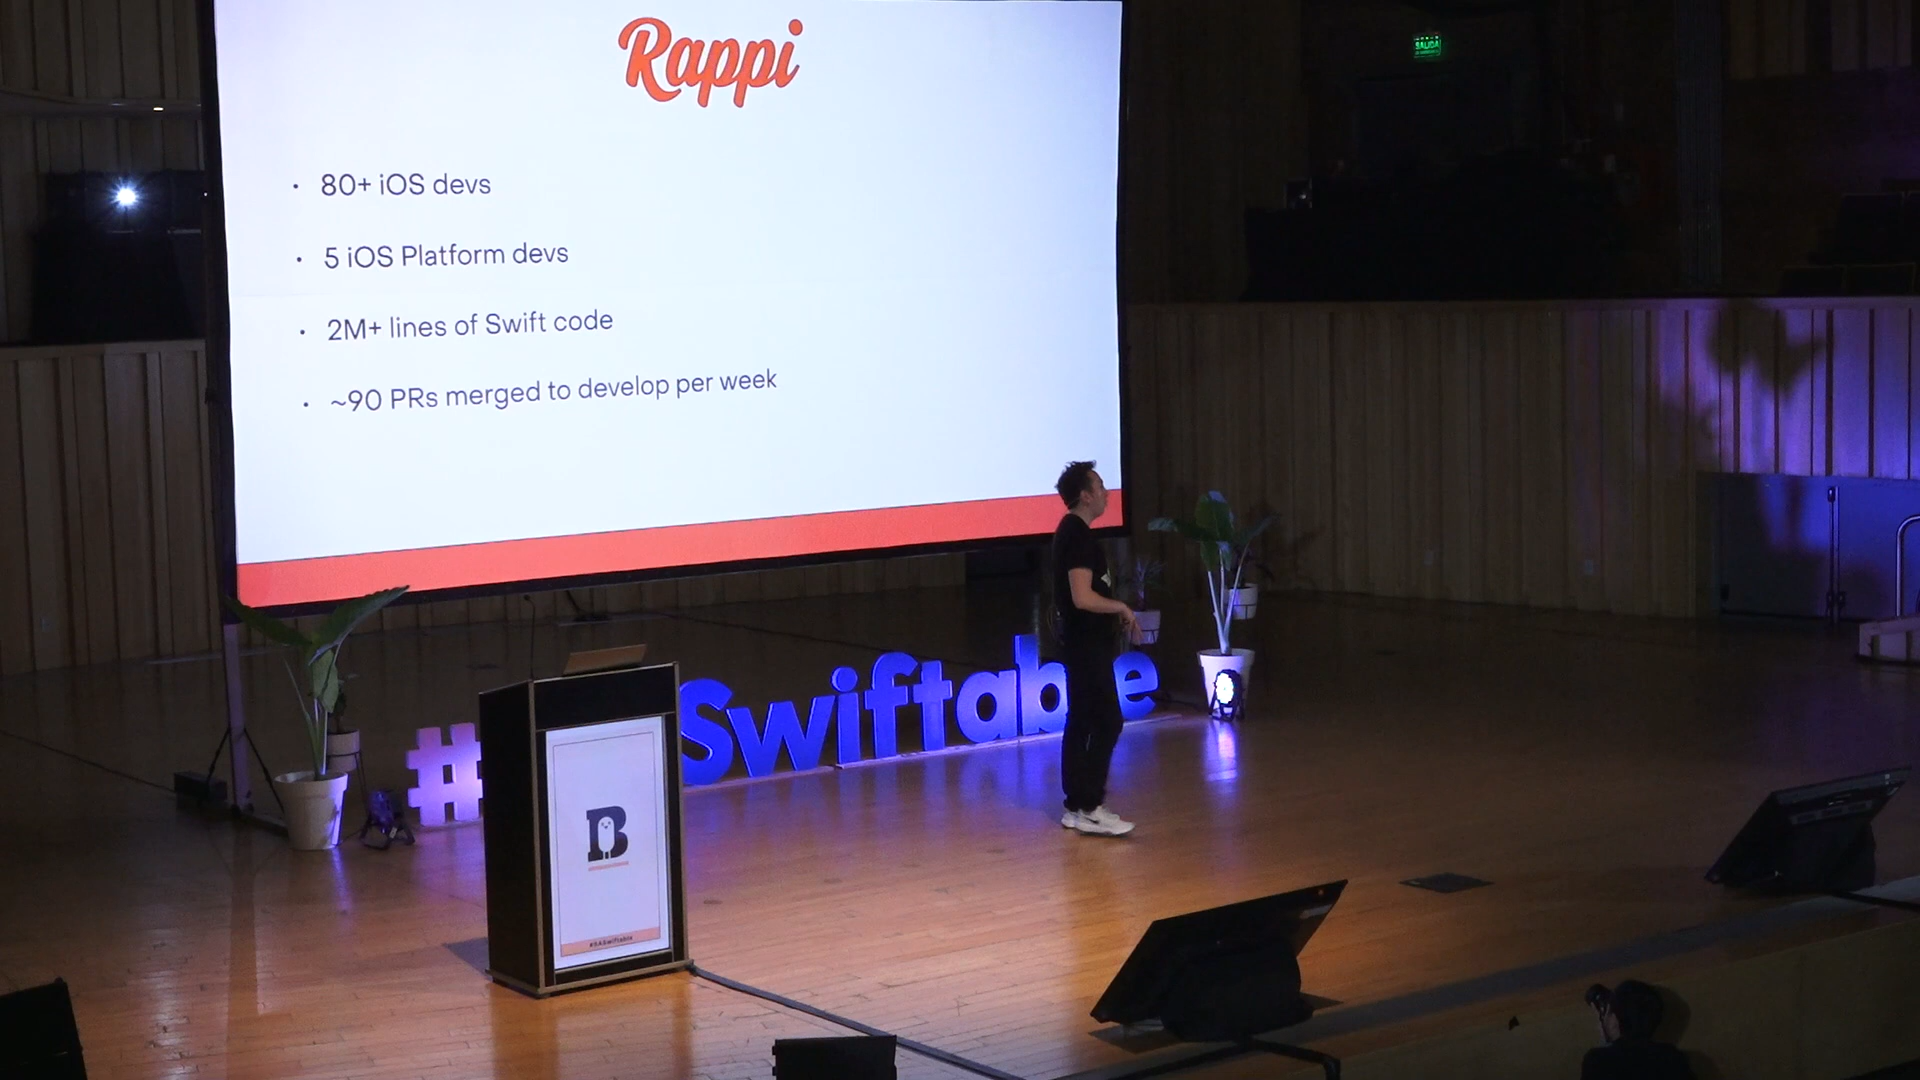 Rappi
SALIDA
• 80+ iOS devs
• 5 iOS Platform devs
• 2M+ lines of Swift code
• ~90 PRs merged to develop per week
#Swiftab e
B
#BASwiftable